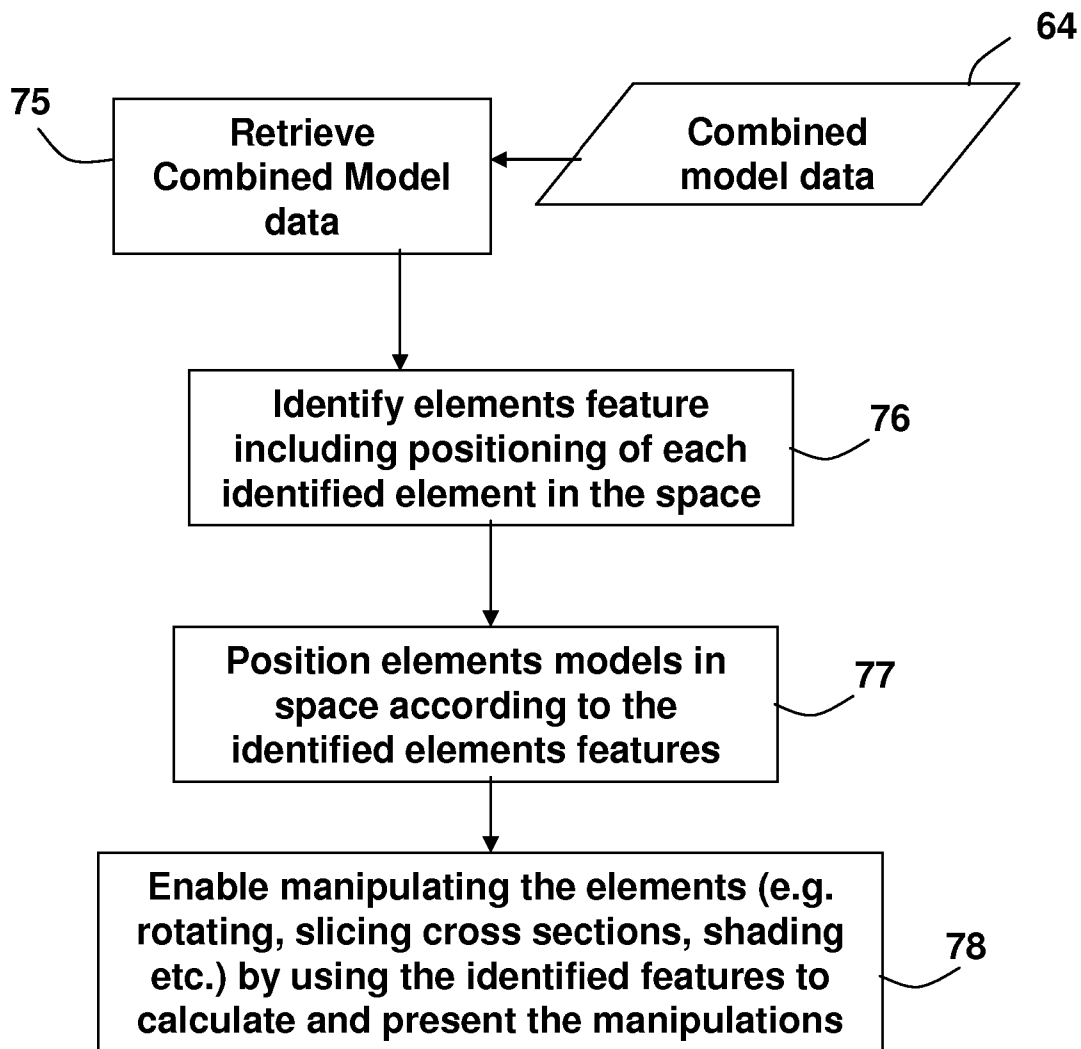 64
75
Retrieve
Combined Model
data
Combined
model data
Identify elements feature
including positioning of each
identified element in the space
76
Position elements models in
space according to the
identified elements features
77
Enable manipulating the elements (e.g.
rotating, slicing cross sections, shading
etc.) by using the identified features to
calculate and present the manipulations
78